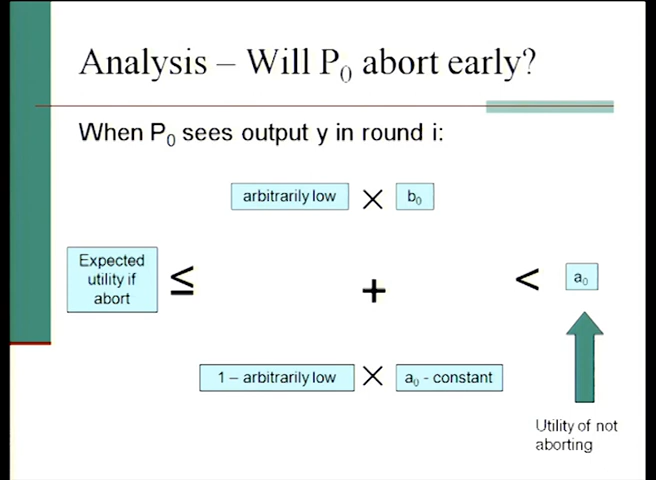 Analysis – Will P₀ abort early?
When P₀ sees output y in round i:
arbitrarily low × b₀
Expected
utility if
abort
≤ + < a₀
1 – arbitrarily low × a₀ - constant
Utility of not
aborting